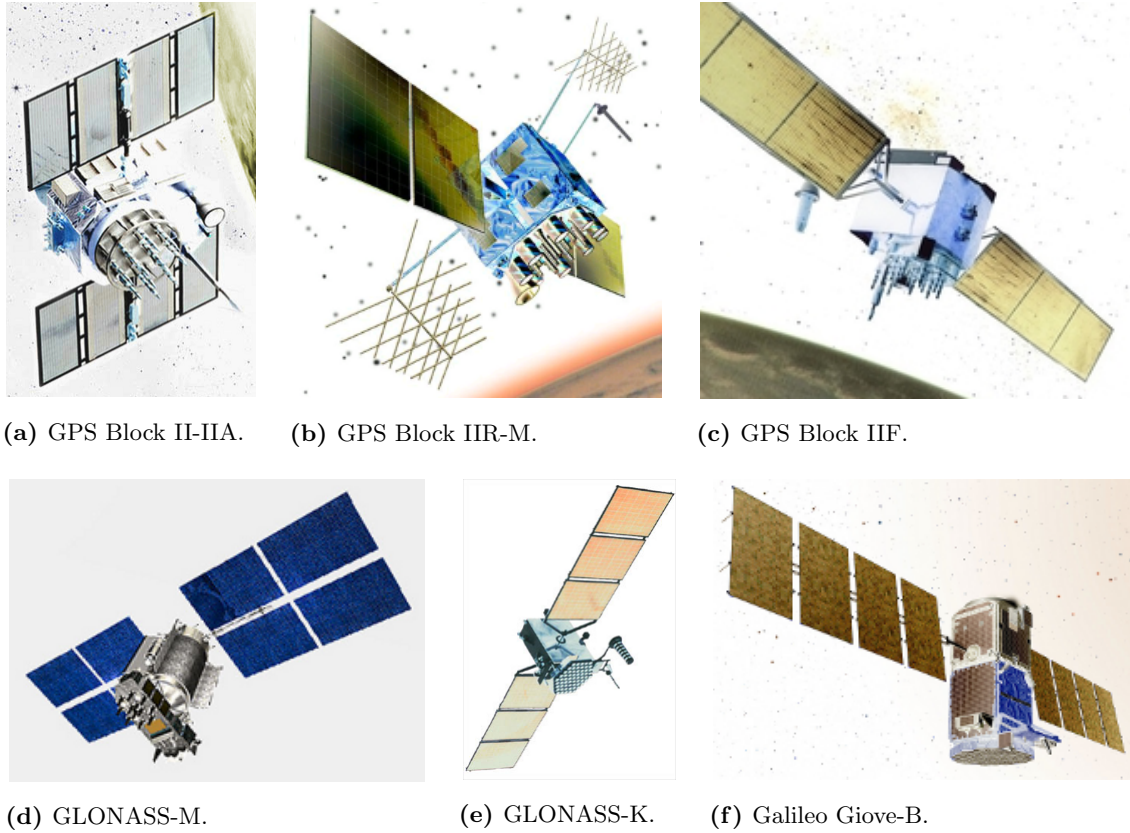 (a) GPS Block II-IIA.
(b) GPS Block IIR-M.
(c) GPS Block IIF.
(d) GLONASS-M.
(e) GLONASS-K.
(f) Galileo Giove-B.